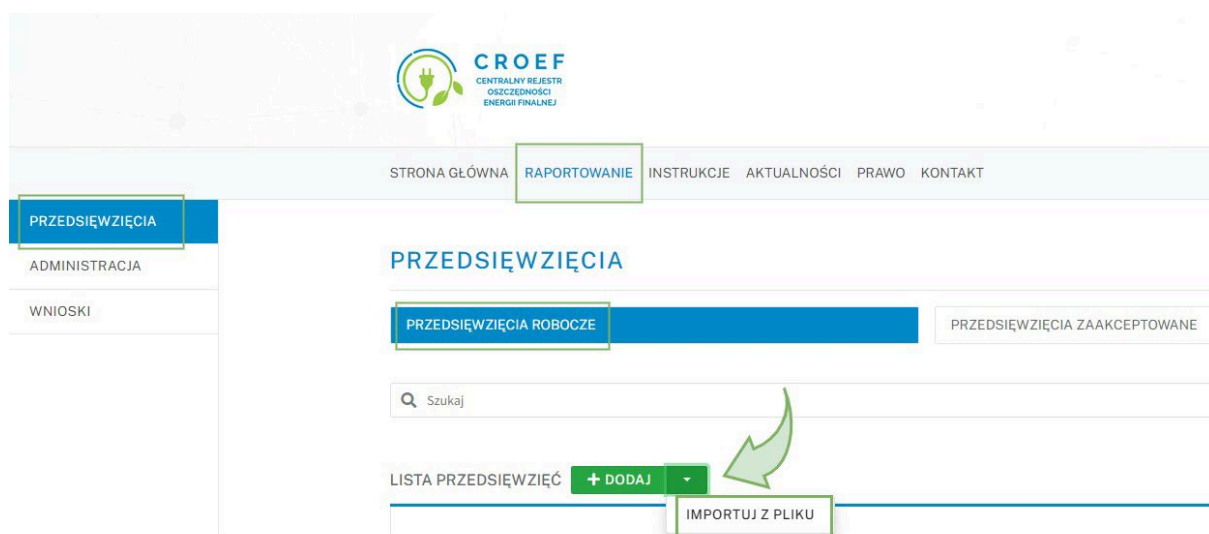 CROEF
CENTRALNY REJESTR
OSZCZĘDNOŚCI
ENERGII FINALNEJ
STRONA GŁÓWNA RAPORTOWANIE INSTRUKCJE AKTUALNOŚCI PRAWO KONTAKT
PRZEDSIĘWZIĘCIA
ADMINISTRACJA
WNIOSKI
PRZEDSIĘWZIĘCIA
PRZEDSIĘWZIĘCIA ROBOCZE PRZEDSIĘWZIĘCIA ZAAKCEPTOWANE
Szukaj
LISTA PRZEDSIĘWZIĘĆ + DODAJ
IMPORTUJ Z PLIKU